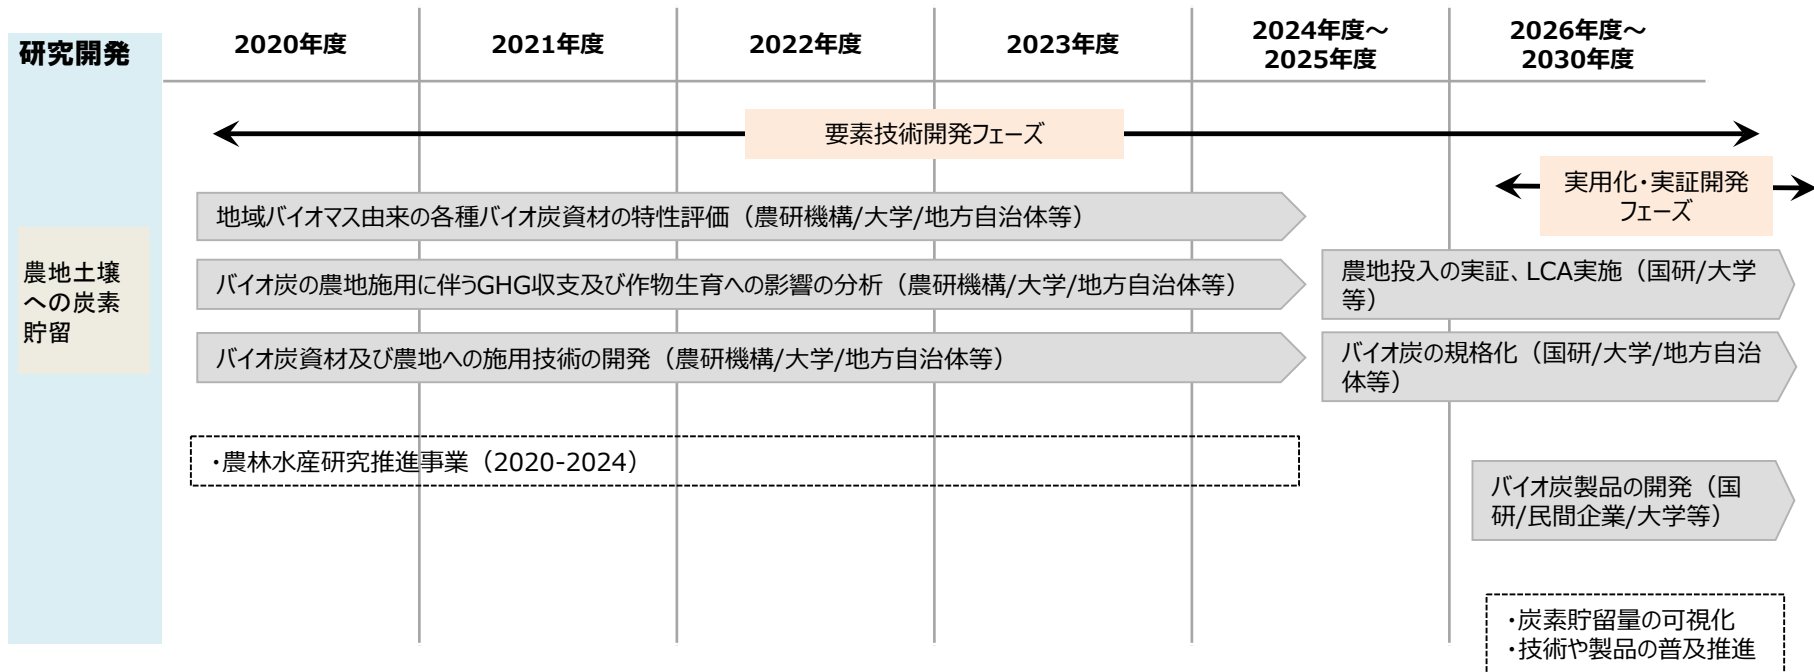 研究開発
2020年度
2021年度
2022年度
2023年度
2024年度～
2025年度
2026年度～
2030年度
要素技術開発フェーズ
実用化・実証開発
フェーズ
農地土壌
への炭素
貯留
地域バイオマス由来の各種バイオ炭資材の特性評価（農研機構/大学/地方自治体等）
バイオ炭の農地施用に伴うGHG収支及び作物生育への影響の分析（農研機構/大学/地方自治体等）
農地投入の実証、LCA実施（国研/大学
等）
バイオ炭資材及び農地への施用技術の開発（農研機構/大学/地方自治体等）
バイオ炭の規格化（国研/大学/地方自治
体等）
・農林水産研究推進事業（2020-2024）
バイオ炭製品の開発（国
研/民間企業/大学等）
・炭素貯留量の可視化
・技術や製品の普及推進